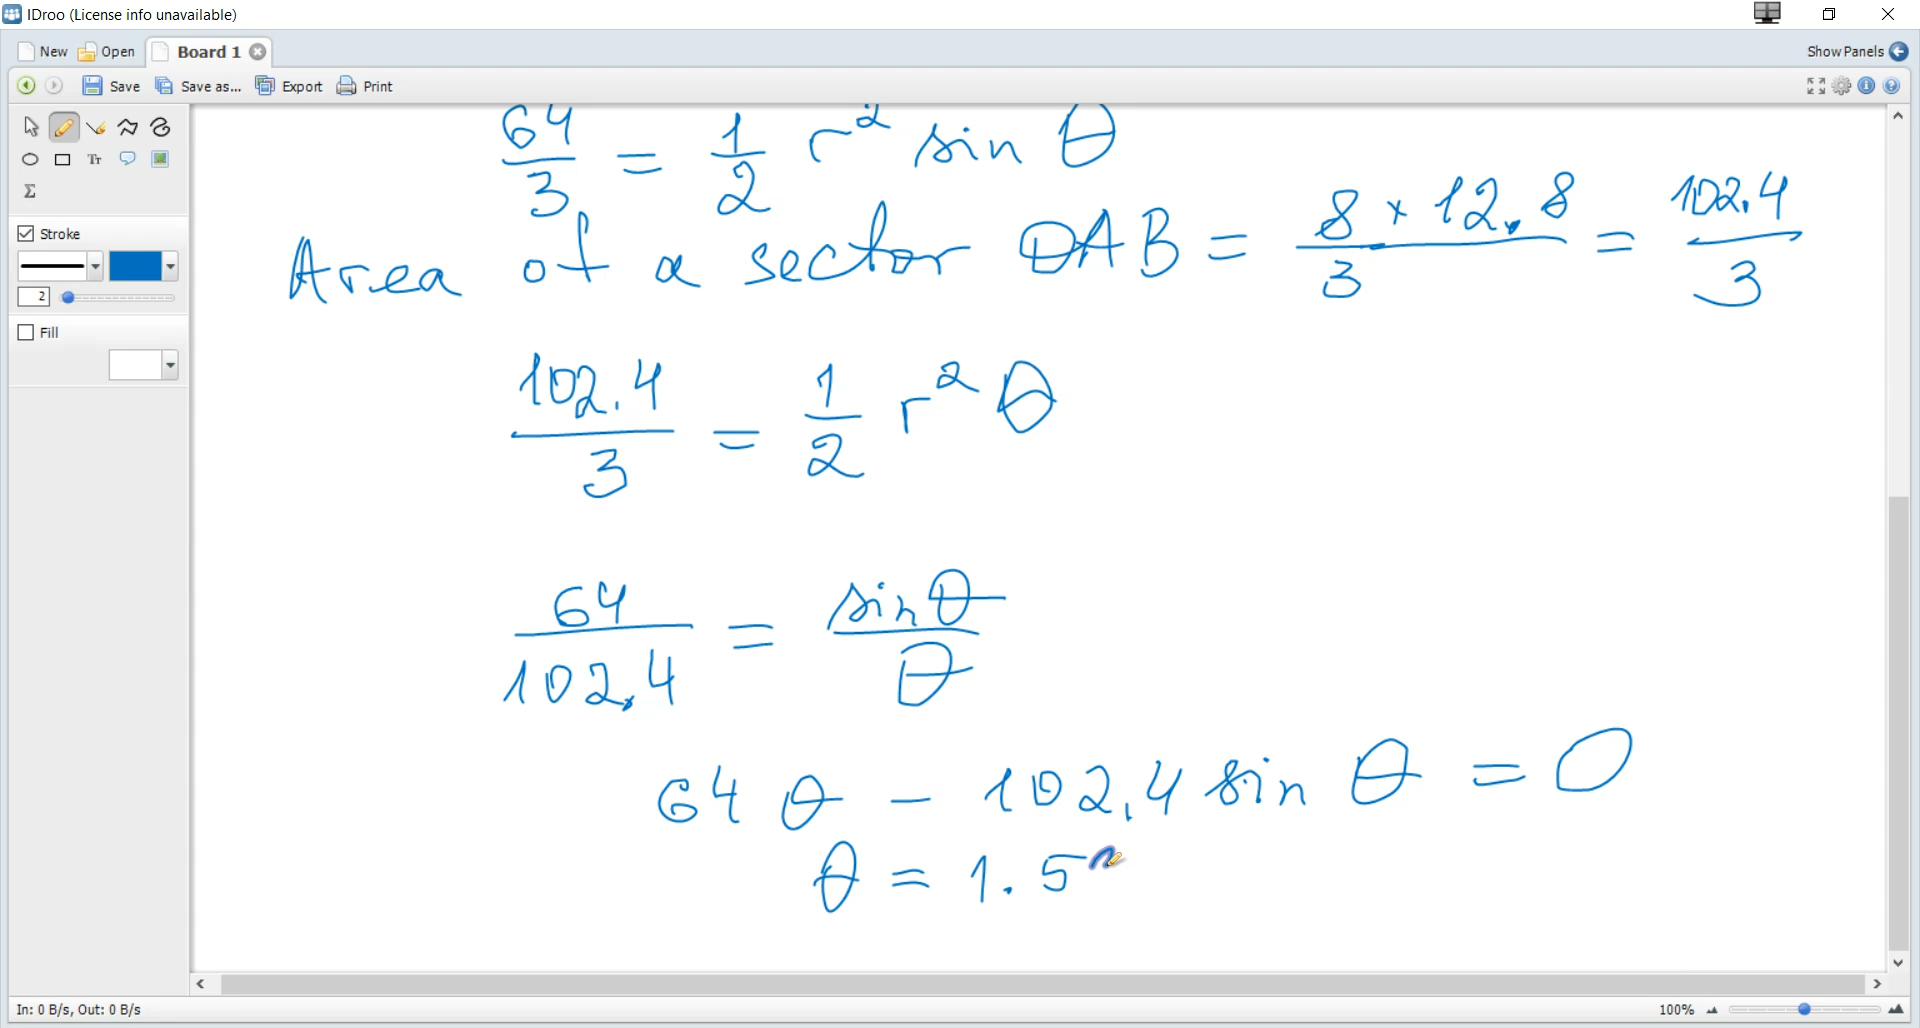 IDroo (License info unavailable)
New Open Board 1 Show Panels
Save Save as... Export Print
Tt
Σ
Stroke
2
Fill
64/3 = 1/2 r² sin θ
Area of a sector OAB = 8 × 12.8 / 3 = 102.4 / 3
102.4 / 3 = 1/2 r² θ
64 / 102.4 = sin θ / θ
64 θ - 102.4 sin θ = 0
θ = 1.5
In: 0 B/s, Out: 0 B/s 100%